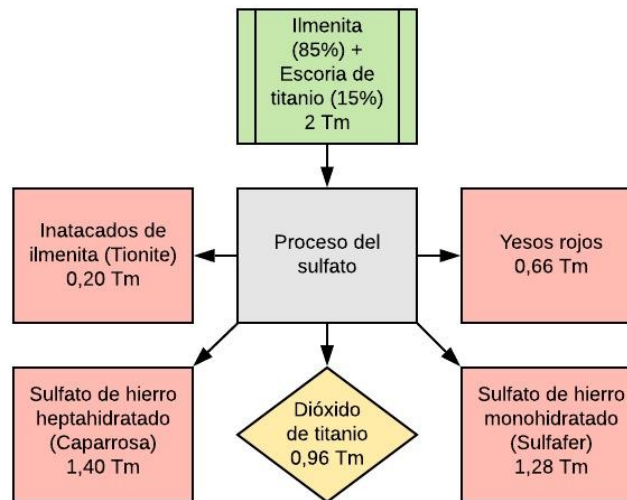 Ilmenita
(85%) +
Escoria de
titanio (15%)
2 Tm
Inatacados de
ilmenita (Tionite)
0,20 Tm
Proceso del
sulfato
Yesos rojos
0,66 Tm
Sulfato de hierro
heptahidratado
(Caparrosa)
1,40 Tm
Dióxido
de titanio
0,96 Tm
Sulfato de hierro
monohidratado
(Sulfafer)
1,28 Tm